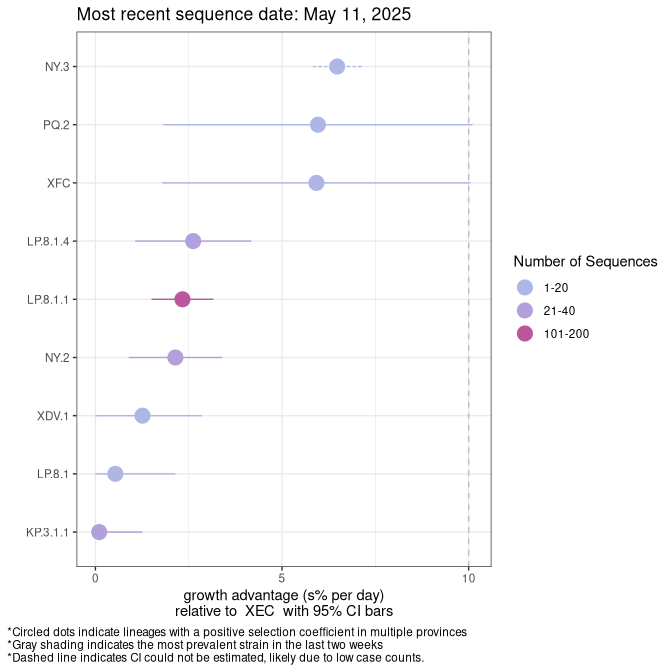 Most recent sequence date: May 11, 2025
NY.3
PQ.2
XFC
LP.8.1.4
LP.8.1.1
NY.2
XDV.1
LP.8.1
KP.3.1.1
0 5 10
growth advantage (s% per day)
relative to XEC with 95% CI bars
Number of Sequences
1-20
21-40
101-200
*Circled dots indicate lineages with a positive selection coefficient in multiple provinces
*Gray shading indicates the most prevalent strain in the last two weeks
*Dashed line indicates CI could not be estimated, likely due to low case counts.